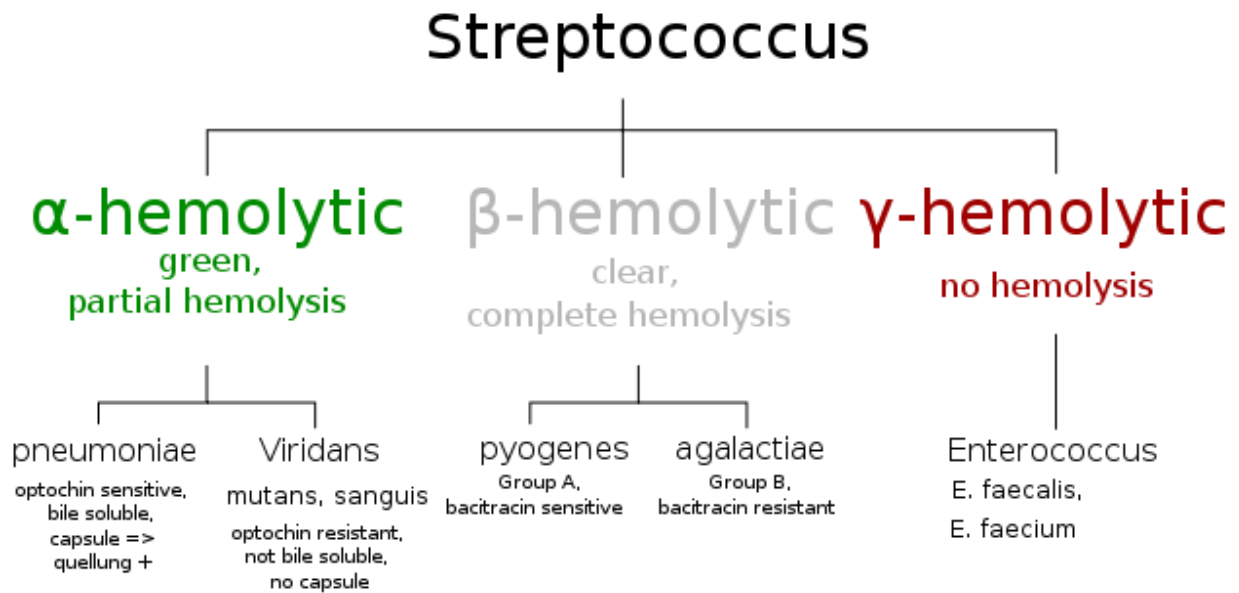 Streptococcus
α-hemolytic
green,
partial hemolysis
β-hemolytic
clear,
complete hemolysis
γ-hemolytic
no hemolysis
pneumoniae
optochin sensitive,
bile soluble,
capsule =>
quellung +
Viridans
mutans, sanguis
optochin resistant,
not bile soluble,
no capsule
pyogenes
Group A,
bacitracin sensitive
agalactiae
Group B,
bacitracin resistant
Enterococcus
E. faecalis,
E. faecium